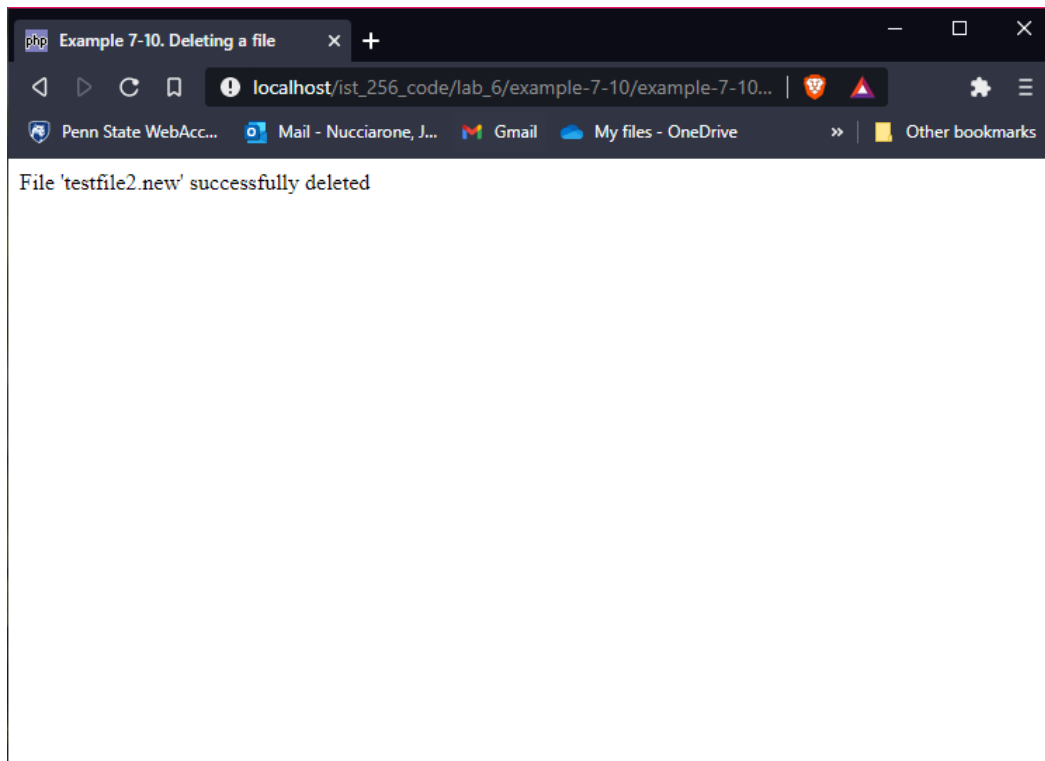 php Example 7-10. Deleting a file
localhost/ist_256_code/lab_6/example-7-10/example-7-10...
Penn State WebAcc... Mail - Nucciarone, J... Gmail My files - OneDrive » Other bookmarks
File 'testfile2.new' successfully deleted